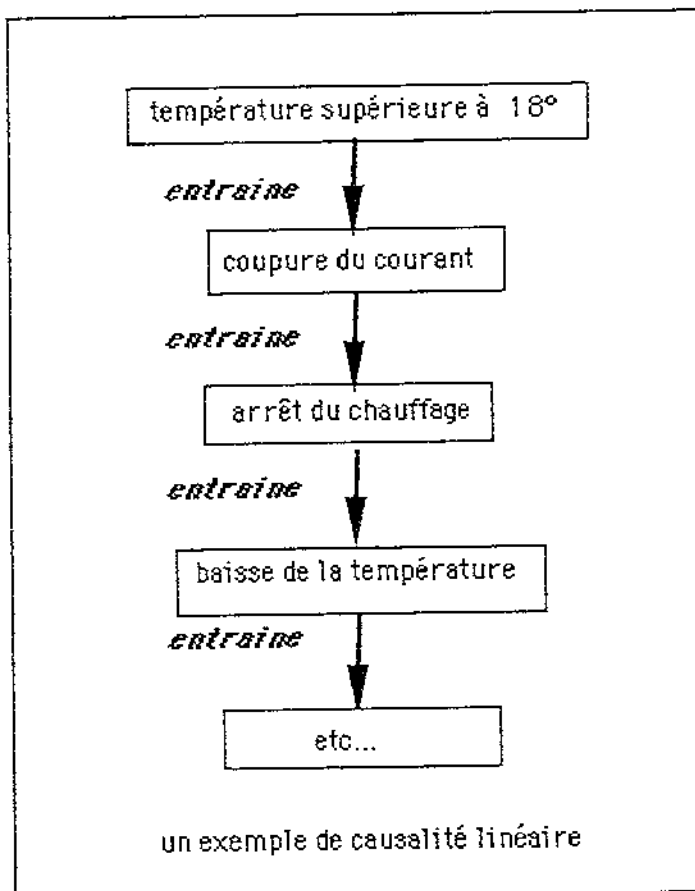 température supérieure à 18°
entraine
coupure du courant
entraine
arrêt du chauffage
entraine
baisse de la température
entraine
etc...
un exemple de causalité linéaire